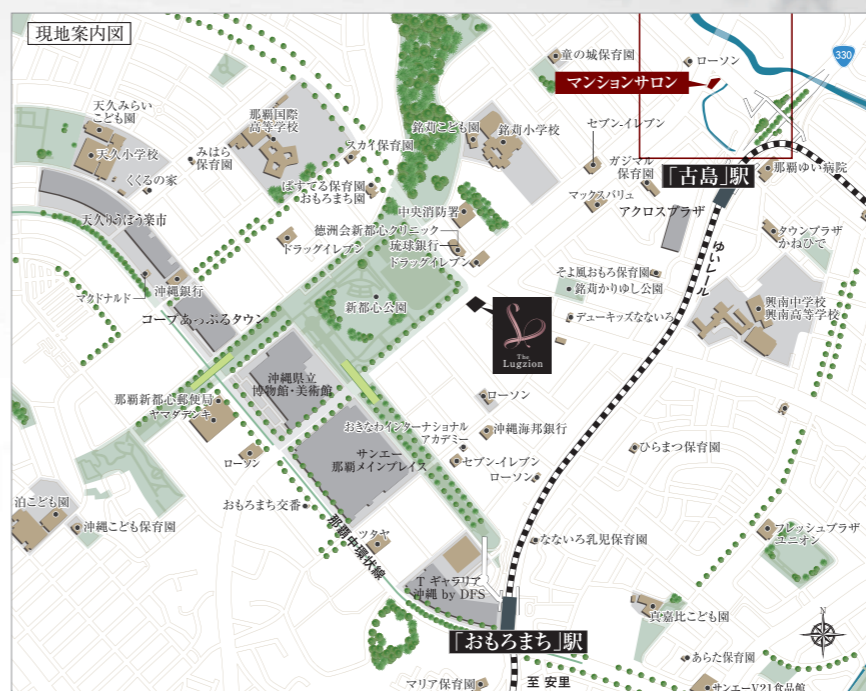 現地案内図
童の城保育園
ローソン
330
マンションサロン
天久みらい
こども園
那覇国際
高等学校
銘苅こども園
銘苅小学校
セブン-イレブン
天久小学校
みはら
保育園
スカイ保育園
ガジマル
保育園
「古島」駅
那覇ゆい病院
くくるの家
ぱすてる保育園
おもろまち園
マックスバリュ
アクロスプラザ
天久りうぼう楽市
中央消防署
徳洲会新都心クリニック
琉球銀行
ドラッグイレブン
ドラッグイレブン
タウンプラザ
かねひで
ゆいレール
そよ風おもろ保育園
銘苅かりゆし公園
マクドナルド
沖縄銀行
新都心公園
コープあっぷるタウン
デューキッズなないろ
興南中学校
興南高等学校
The
Lugzion
沖縄県立
博物館・美術館
那覇新都心郵便局
ヤマダデンキ
ローソン
おきなわインターナショナル
アカデミー
沖縄海邦銀行
サンエー
那覇メインプレイス
ひらまつ保育園
ローソン
セブン-イレブン
ローソン
泊こども園
おもろまち交番
沖縄こども保育園
那覇中環状線
ツタヤ
なないろ乳児保育園
フレッシュプラザ
ユニオン
T ギャラリア
沖縄 by DFS
真嘉比こども園
N
「おもろまち」駅
あらた保育園
マリア保育園
至 安里
サンエーV21食品館